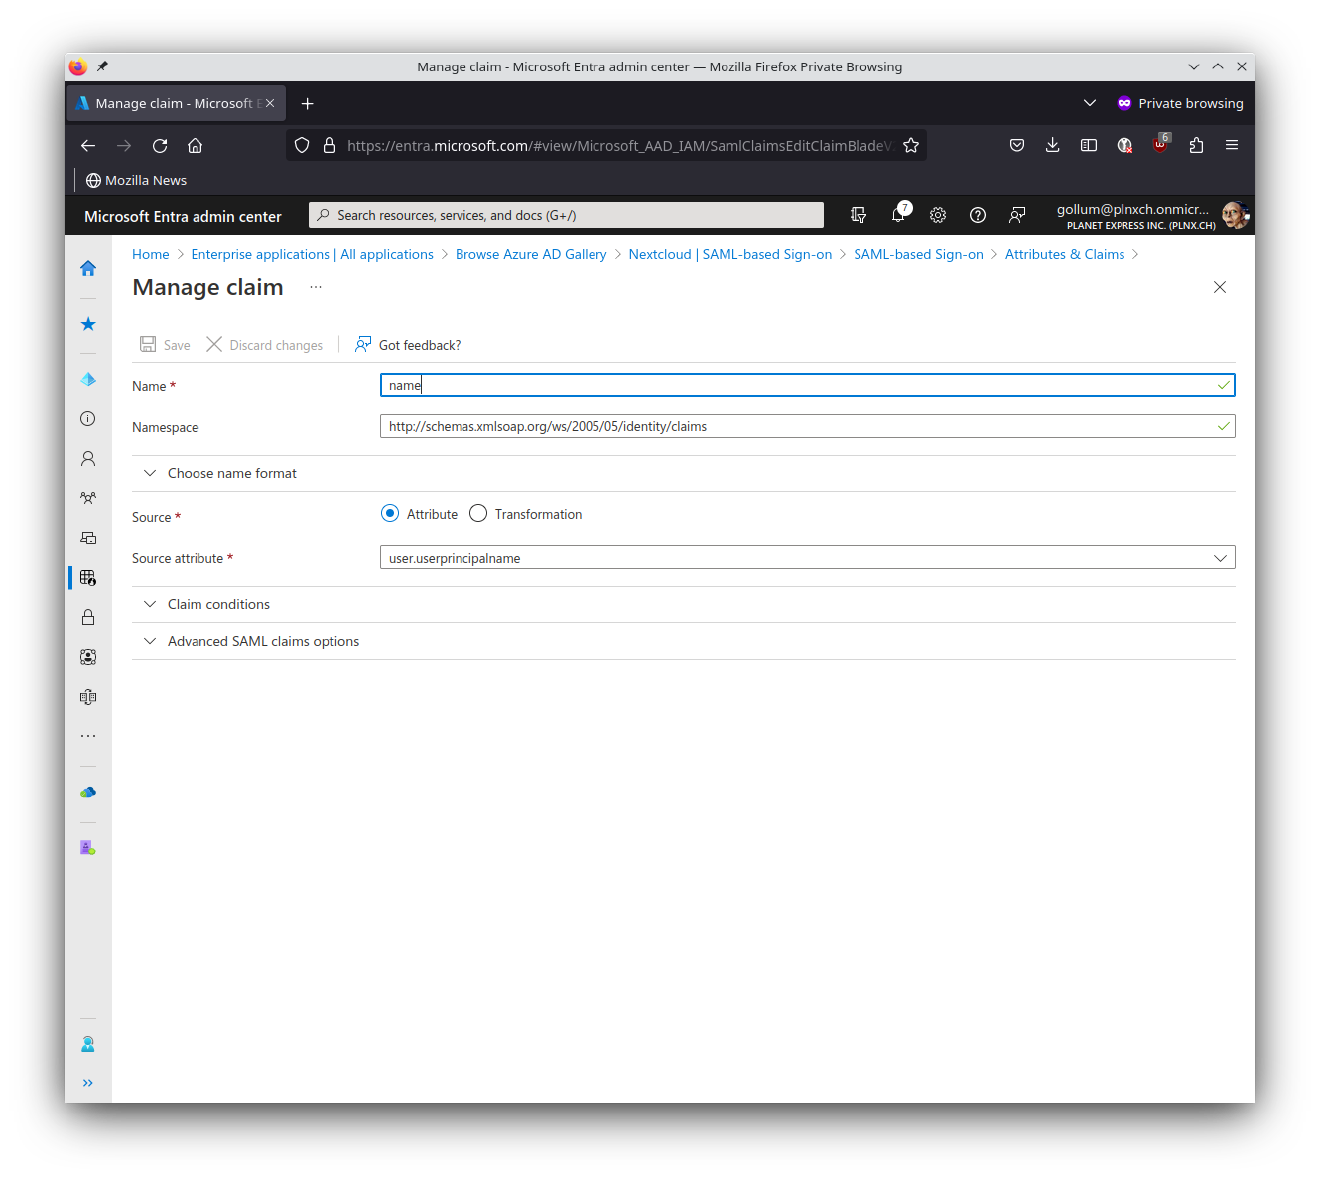 Manage claim - Microsoft Entra admin center — Mozilla Firefox Private Browsing
Manage claim - Microsoft E
Private browsing
https://entra.microsoft.com/#view/Microsoft_AAD_IAM/SamlClaimsEditClaimBladeV
6
Mozilla News
Microsoft Entra admin center
Search resources, services, and docs (G+/)
7
gollum@plnxch.onmicr...
PLANET EXPRESS INC. (PLNX.CH)
Home > Enterprise applications | All applications > Browse Azure AD Gallery > Nextcloud | SAML-based Sign-on > SAML-based Sign-on > Attributes & Claims >
Manage claim ...
Save Discard changes Got feedback?
Name * name
Namespace http://schemas.xmlsoap.org/ws/2005/05/identity/claims
Choose name format
Source * Attribute Transformation
Source attribute * user.userprincipalname
Claim conditions
Advanced SAML claims options